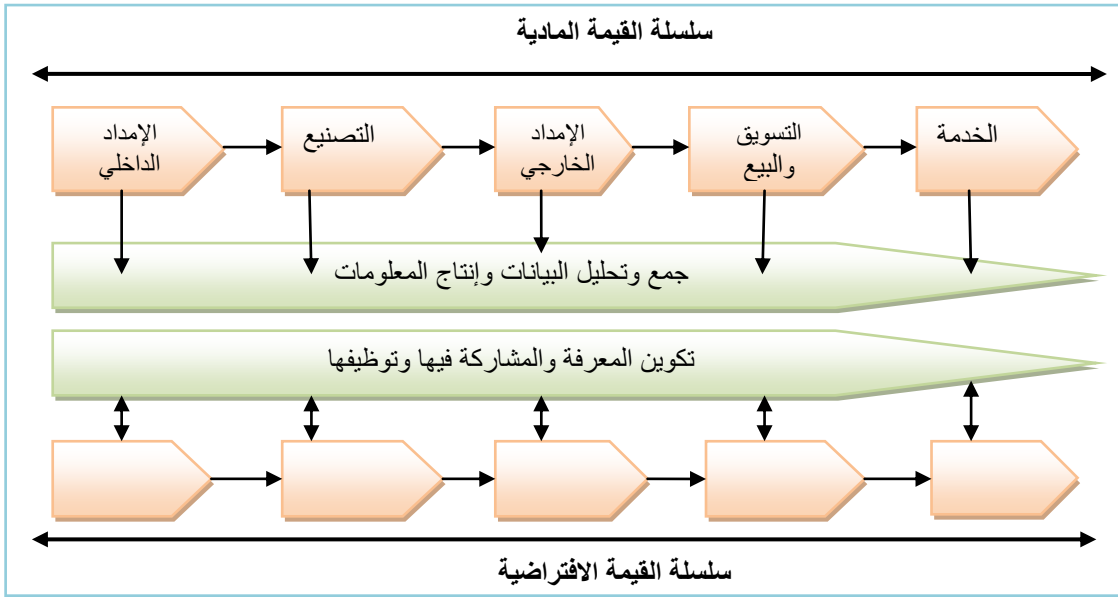 سلسلة القيمة المادية
الإمداد
الداخلي
التصنيع
الإمداد
الخارجي
التسويق
والبيع
الخدمة
جمع وتحليل البيانات وإنتاج المعلومات
تكوين المعرفة والمشاركة فيها وتوظيفها
سلسلة القيمة الافتراضية